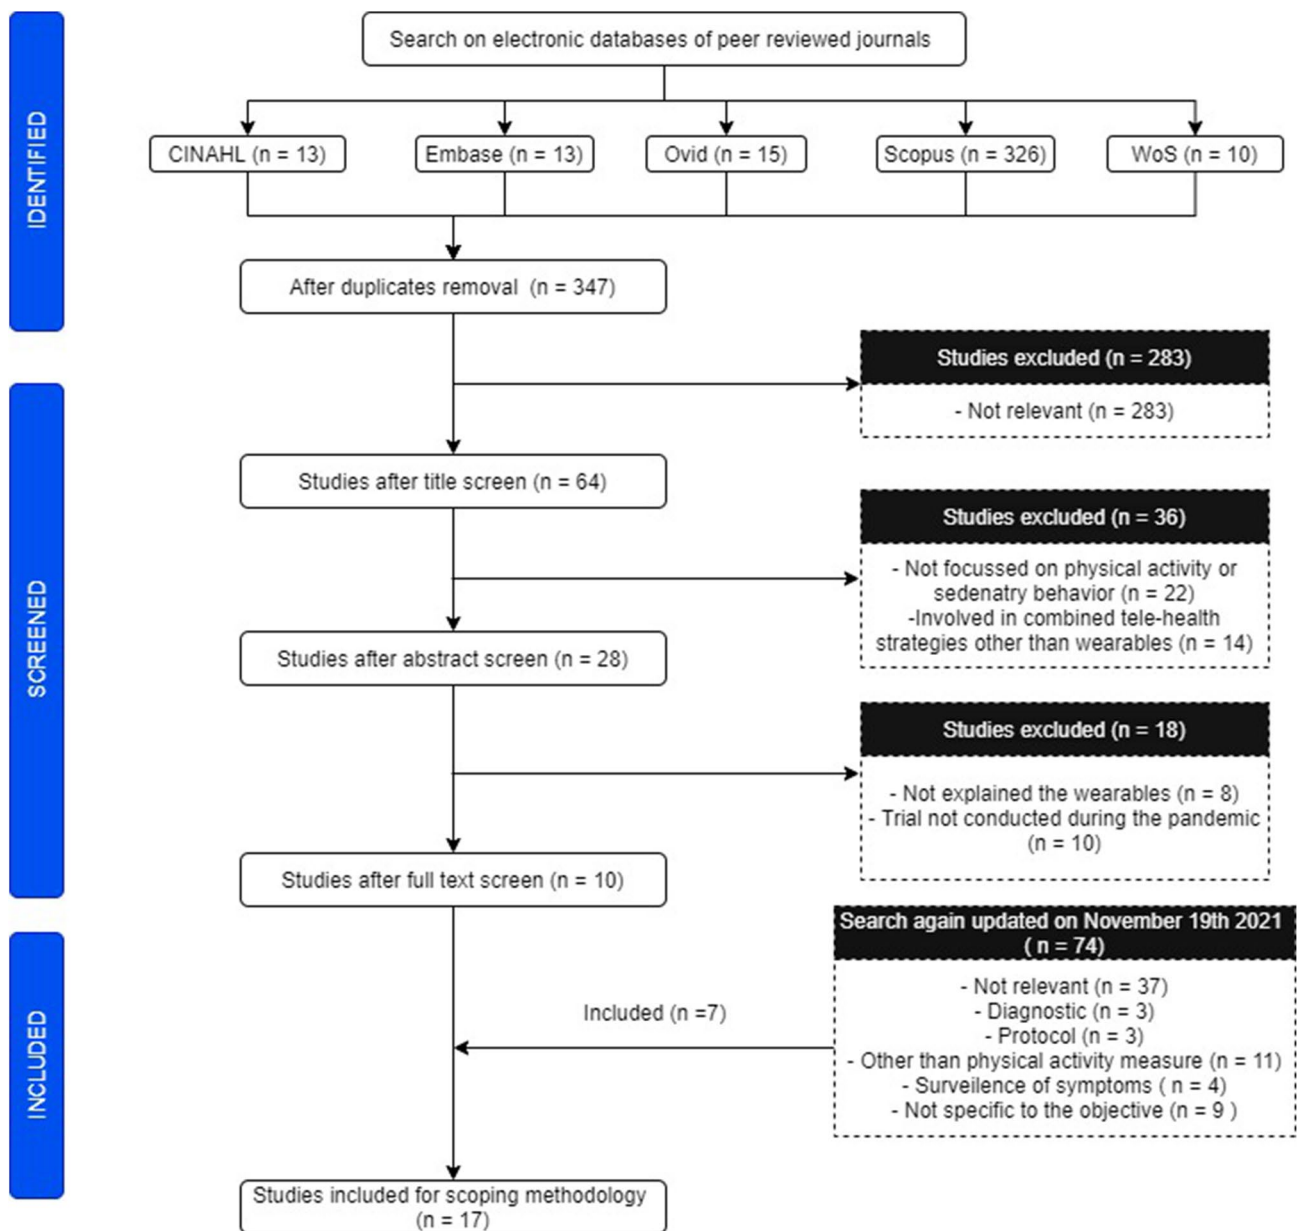 IDENTIFIED
Search on electronic databases of peer reviewed journals
CINAHL (n = 13)
Embase (n = 13)
Ovid (n = 15)
Scopus (n = 326)
WoS (n = 10)
After duplicates removal (n = 347)
Studies excluded (n = 283)
- Not relevant (n = 283)
SCREENED
Studies after title screen (n = 64)
Studies excluded (n = 36)
- Not focussed on physical activity or
sedenatry behavior (n = 22)
-Involved in combined tele-health
strategies other than wearables (n = 14)
Studies after abstract screen (n = 28)
Studies excluded (n = 18)
- Not explained the wearables (n = 8)
- Trial not conducted during the pandemic
(n = 10)
Studies after full text screen (n = 10)
INCLUDED
Search again updated on November 19th 2021
( n = 74)
- Not relevant (n = 37)
- Diagnostic (n = 3)
- Protocol (n = 3)
- Other than physical activity measure (n = 11)
- Surveilence of symptoms ( n = 4)
- Not specific to the objective (n = 9 )
Included (n =7)
Studies included for scoping methodology
(n = 17)